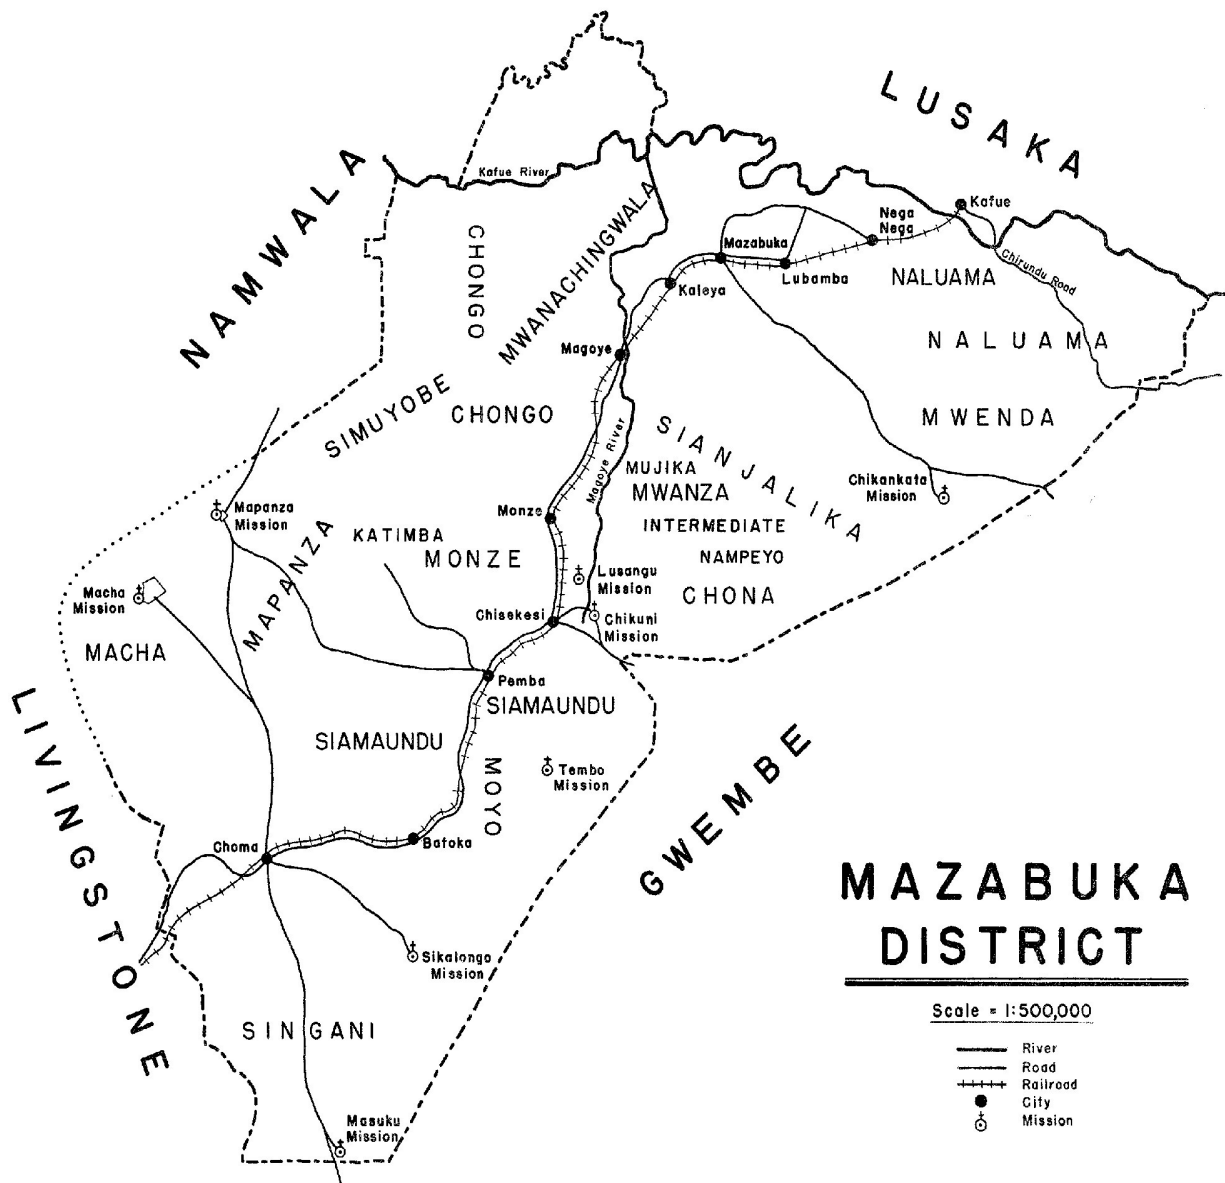 LUSAKA
NAMWALA
Kafue River
Kafue
Nega
Nega
Mazabuka
Lubamba
Chirundu Road
NALUAMA
CHONGO
MWANACHINGWALA
Kaleya
NALUAMA
Magoye
SIMUYOBE
CHONGO
MWENDA
SIANJALIKA
Magoye River
MUJIKA
MWANZA
Chikankata
Mission
Mapanza
Mission
Monze
INTERMEDIATE
KATIMBA
MONZE
NAMPEYO
MAPANZA
Lusangu
Mission
CHONA
Macha
Mission
Chisekesi
Chikuni
Mission
MACHA
Pemba
SIAMAUNDU
SIAMAUNDU
LIVINGSTONE
MOYO
Tembo
Mission
GWEMBE
Choma
Batoka
MAZABUKA
DISTRICT
Sikalongo
Mission
SINGANI
Scale = 1:500,000
River
Road
Railroad
City
Mission
Masuku
Mission